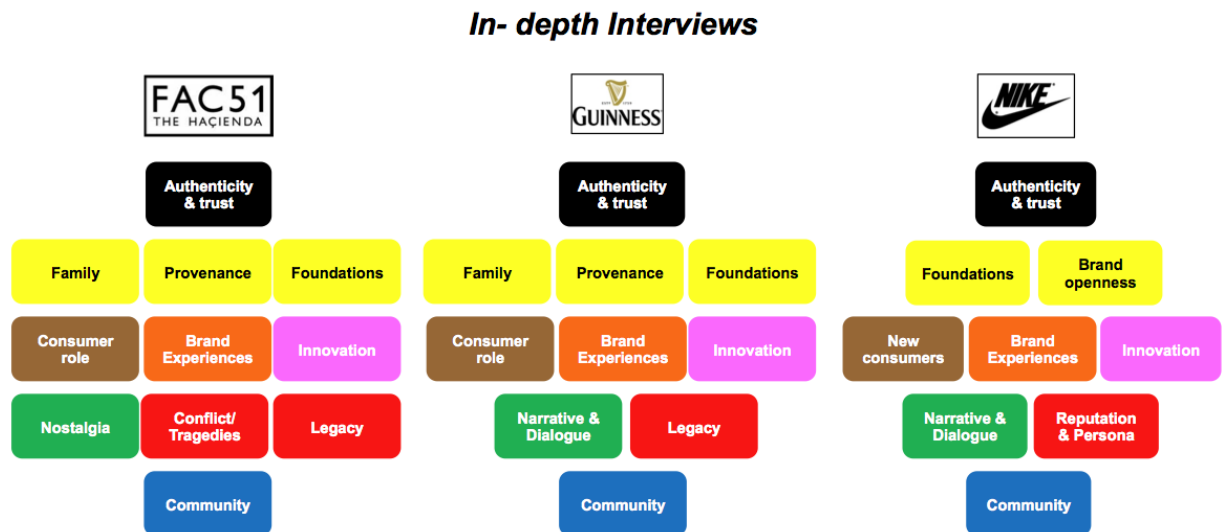 In- depth Interviews
FAC51
THE HAÇIENDA
ESTD 1759
GUINNESS
NIKE
Authenticity
& trust
Authenticity
& trust
Authenticity
& trust
Family
Provenance
Foundations
Family
Provenance
Foundations
Foundations
Brand
openness
Consumer
role
Brand
Experiences
Innovation
Consumer
role
Brand
Experiences
Innovation
New
consumers
Brand
Experiences
Innovation
Nostalgia
Conflict/
Tragedies
Legacy
Narrative &
Dialogue
Legacy
Narrative &
Dialogue
Reputation
& Persona
Community
Community
Community